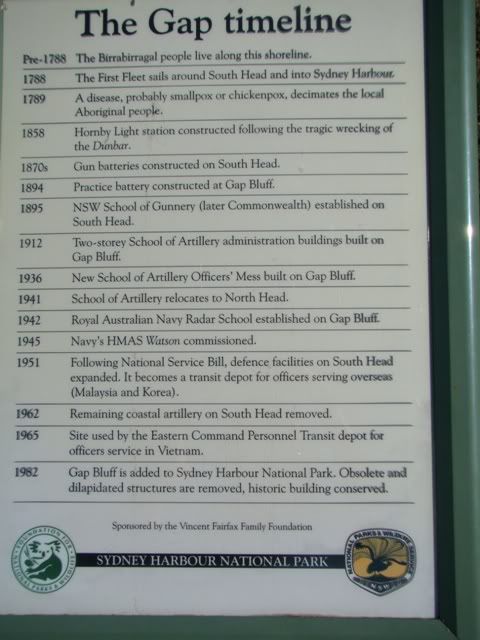 The Gap timeline
Pre-1788 The Birrabirragal people live along this shoreline.
1788 The First Fleet sails around South Head and into Sydney Harbour.
1789 A disease, probably smallpox or chickenpox, decimates the local
Aboriginal people.
1858 Hornby Light station constructed following the tragic wrecking of
the Dunbar.
1870s Gun batteries constructed on South Head.
1894 Practice battery constructed at Gap Bluff.
1895 NSW School of Gunnery (later Commonwealth) established on
South Head.
1912 Two-storey School of Artillery administration buildings built on
Gap Bluff.
1936 New School of Artillery Officers' Mess built on Gap Bluff.
1941 School of Artillery relocates to North Head.
1942 Royal Australian Navy Radar School established on Gap Bluff.
1945 Navy's HMAS Watson commissioned.
1951 Following National Service Bill, defence facilities on South Head
expanded. It becomes a transit depot for officers serving overseas
(Malaysia and Korea).
1962 Remaining coastal artillery on South Head removed.
1965 Site used by the Eastern Command Personnel Transit depot for
officers service in Vietnam.
1982 Gap Bluff is added to Sydney Harbour National Park. Obsolete and
dilapidated structures are removed, historic building conserved.
Sponsored by the Vincent Fairfax Family Foundation
FOUNDATION FOR
SYDNEY HARBOUR NATIONAL PARK
NATIONAL PARKS & WILDLIFE SERVICE
NSW